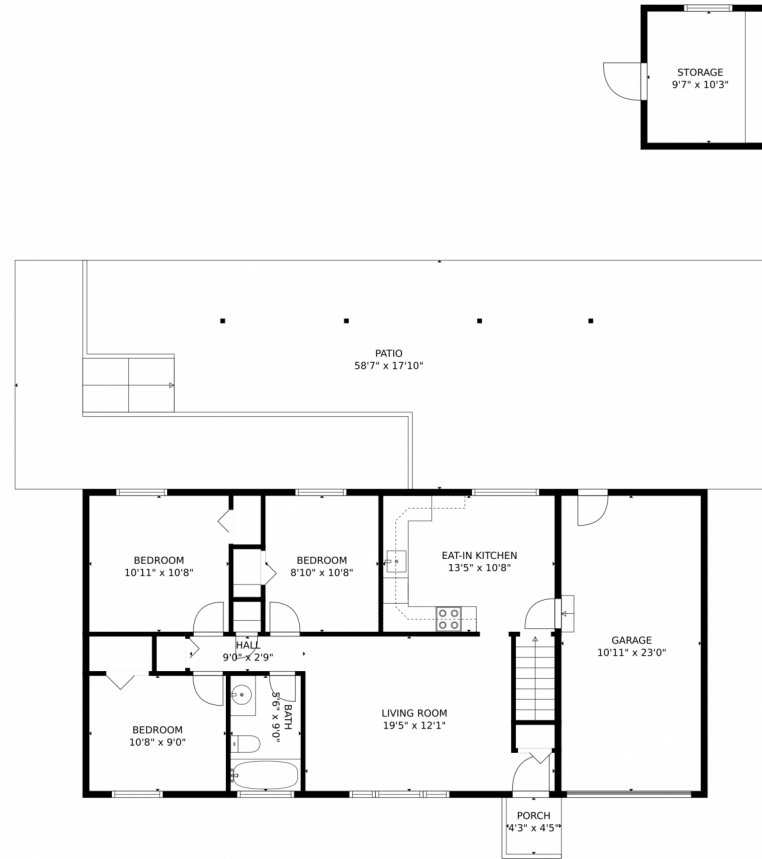 STORAGE
9'7" x 10'3"
PATIO
58'7" x 17'10"
BEDROOM
10'11" x 10'8"
BEDROOM
8'10" x 10'8"
EAT-IN KITCHEN
13'5" x 10'8"
GARAGE
10'11" x 23'0"
HALL
9'0" x 2'9"
BEDROOM
10'8" x 9'0"
BATH
5'6" x 9'0"
LIVING ROOM
19'5" x 12'1"
PORCH
4'3" x 4'5"